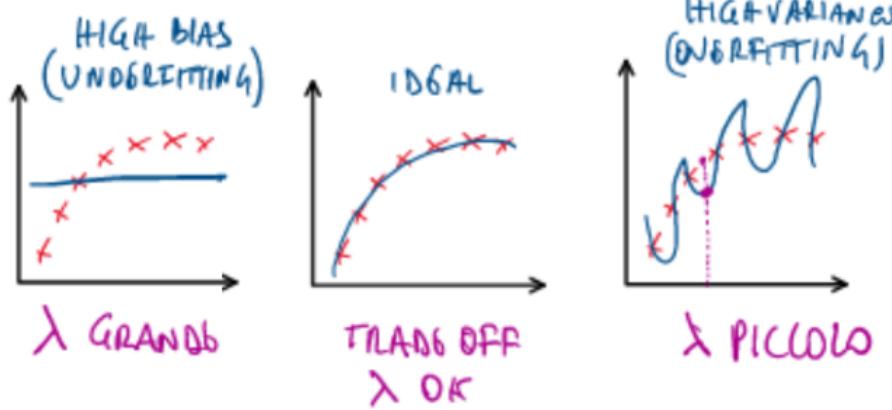 HIGH BIAS
(UNDERFITTING)
IDEAL
HIGH VARIANCE
(OVERFITTING)
λ GRANDE
TRADE OFF
λ OK
λ PICCOLO